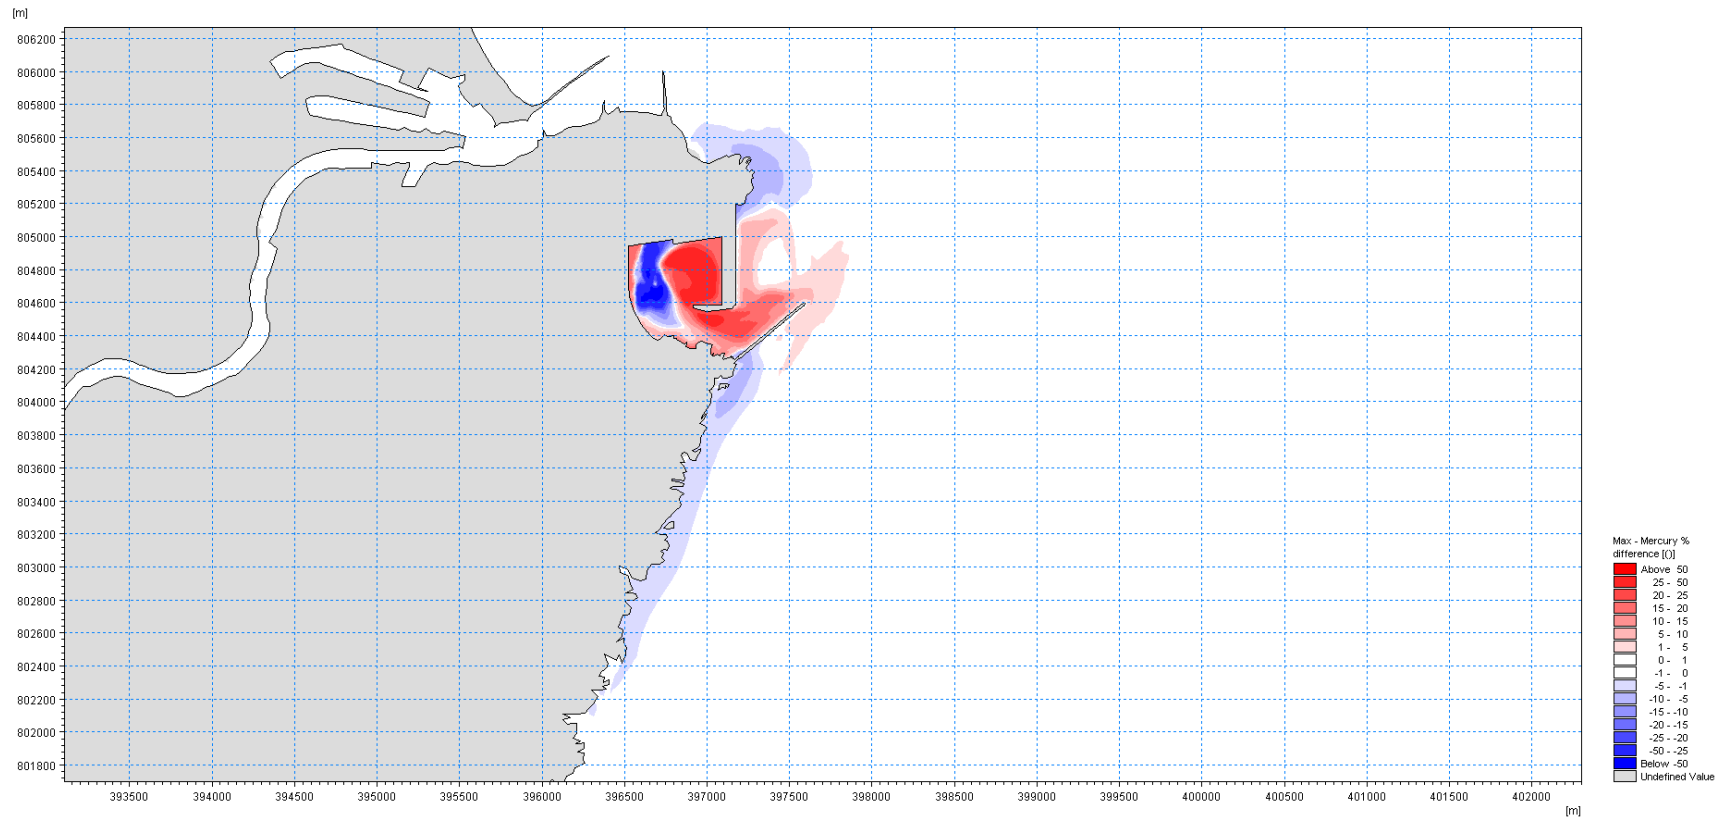 [m]
806200
806000
805800
805600
805400
805200
805000
804800
804600
804400
804200
804000
803800
803600
803400
803200
803000
802800
802600
802400
802200
802000
801800
393500 394000 394500 395000 395500 396000 396500 397000 397500 398000 398500 399000 399500 400000 400500 401000 401500 402000
[m]
Max - Mercury %
difference [()]
Above 50
25 - 50
20 - 25
15 - 20
10 - 15
5 - 10
1 - 5
0 - 1
-1 - 0
-5 - -1
-10 - -5
-15 - -10
-20 - -15
-25 - -20
-50 - -25
Below -50
Undefined Value